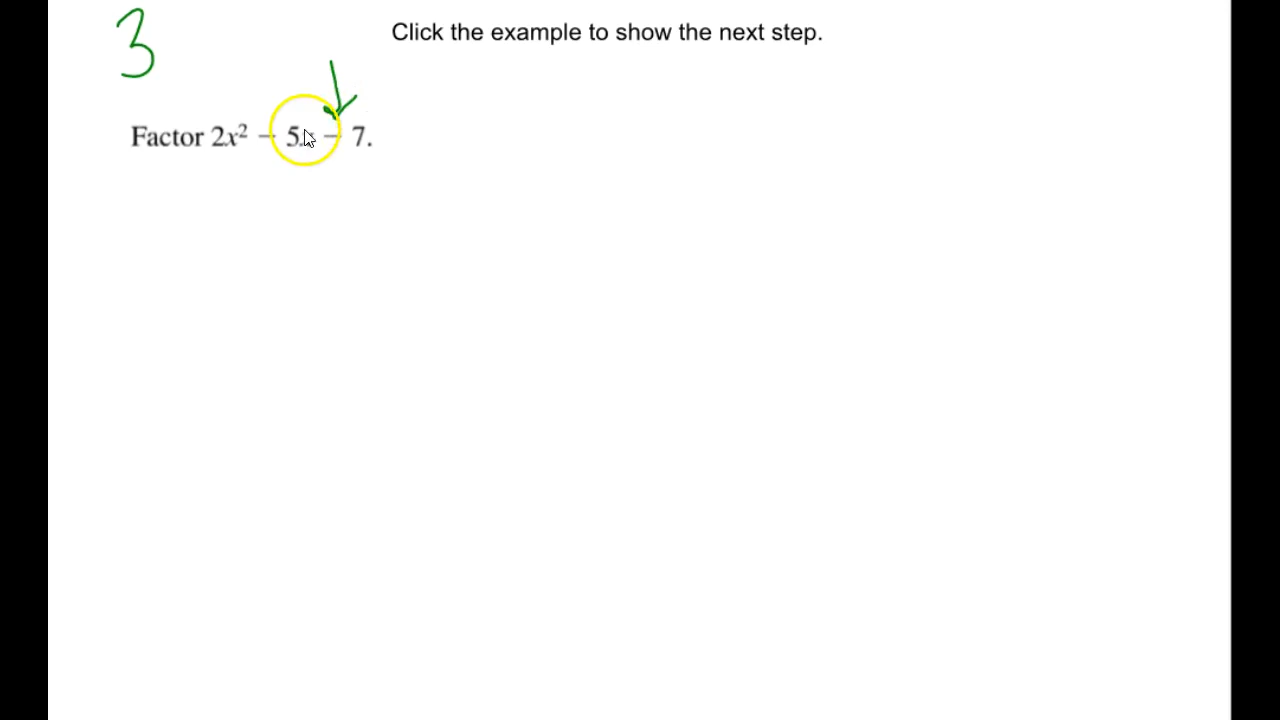 3
Click the example to show the next step.
Factor 2x² − 5x − 7.